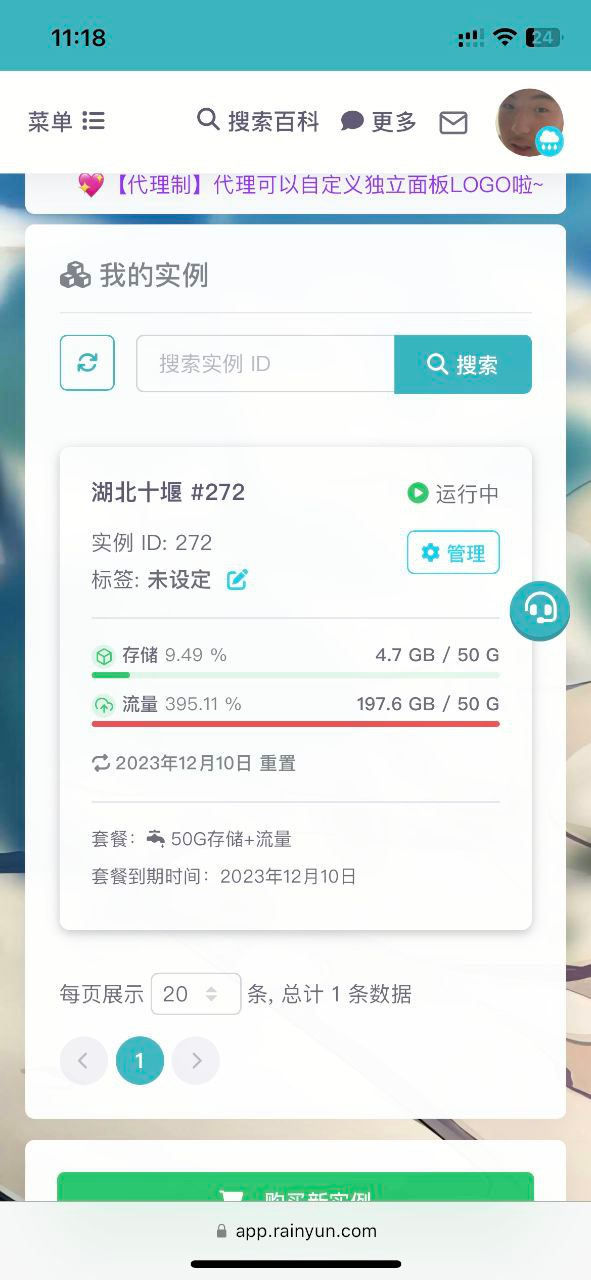 11:18
24
菜单 搜索百科 更多
【代理制】代理可以自定义独立面板LOGO啦~
我的实例
搜索实例 ID 搜索
湖北十堰 #272 运行中
实例 ID: 272 管理
标签: 未设定
存储 9.49 % 4.7 GB / 50 G
流量 395.11 % 197.6 GB / 50 G
2023年12月10日 重置
套餐: 50G存储+流量
套餐到期时间: 2023年12月10日
每页展示 20 条, 总计 1 条数据
1
购买新实例
app.rainyun.com